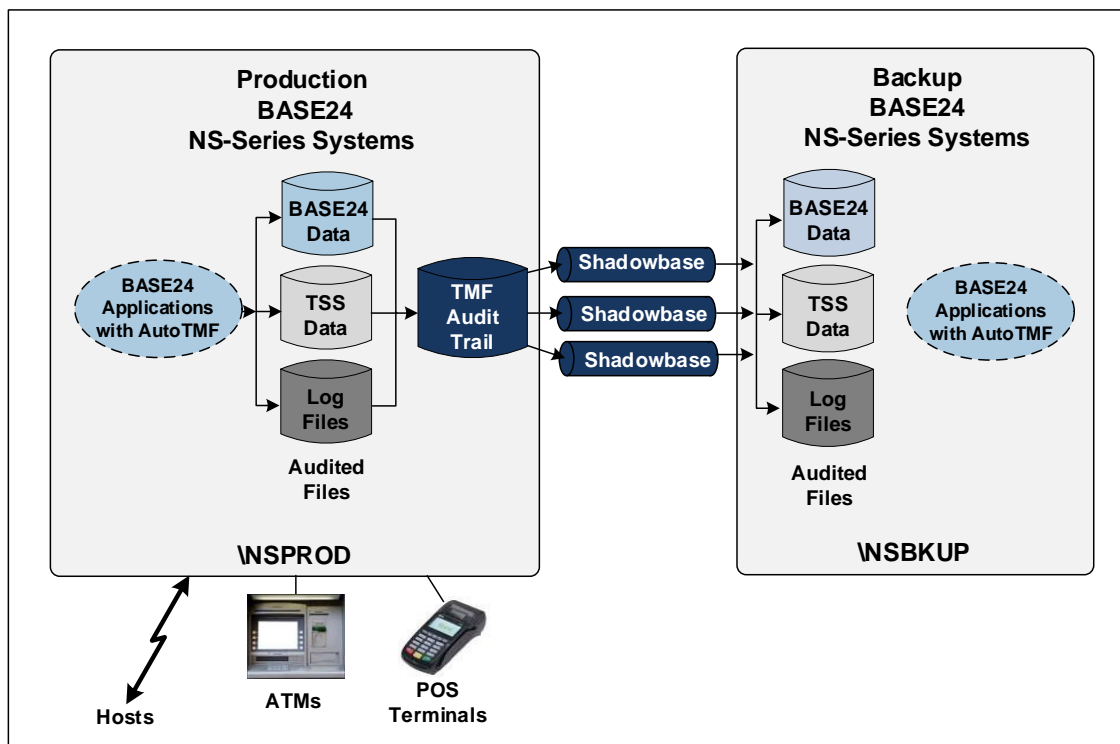 Production
BASE24
NS-Series Systems
BASE24
Data
BASE24
Applications
with AutoTMF
TSS
Data
Log
Files
Audited
Files
TMF
Audit
Trail
\NSPROD
Shadowbase
Shadowbase
Shadowbase
Backup
BASE24
NS-Series Systems
BASE24
Data
TSS
Data
BASE24
Applications
with AutoTMF
Log
Files
Audited
Files
\NSBKUP
Hosts
ATMs
POS
Terminals